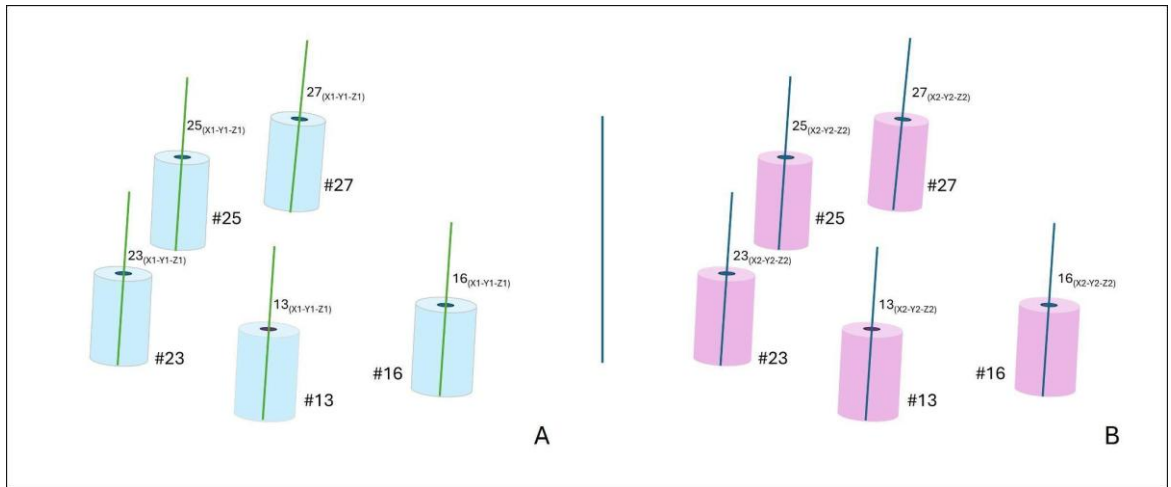 27(X1-Y1-Z1)
25(X1-Y1-Z1)
#27
#25
23(X1-Y1-Z1)
13(X1-Y1-Z1)
16(X1-Y1-Z1)
#23
#16
#13
A
27(X2-Y2-Z2)
25(X2-Y2-Z2)
#27
#25
23(X2-Y2-Z2)
13(X2-Y2-Z2)
16(X2-Y2-Z2)
#23
#16
#13
B